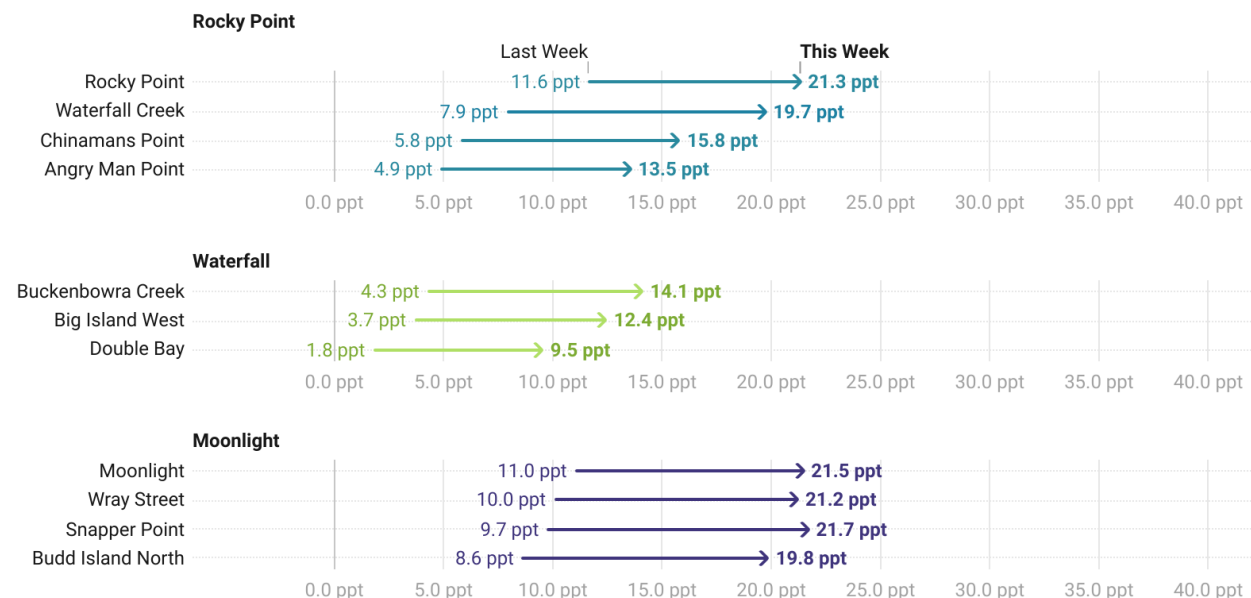 Rocky Point
Last Week This Week
Rocky Point 11.6 ppt 21.3 ppt
Waterfall Creek 7.9 ppt 19.7 ppt
Chinamans Point 5.8 ppt 15.8 ppt
Angry Man Point 4.9 ppt 13.5 ppt
0.0 ppt 5.0 ppt 10.0 ppt 15.0 ppt 20.0 ppt 25.0 ppt 30.0 ppt 35.0 ppt 40.0 ppt
Waterfall
Buckenbowra Creek 4.3 ppt 14.1 ppt
Big Island West 3.7 ppt 12.4 ppt
Double Bay 1.8 ppt 9.5 ppt
0.0 ppt 5.0 ppt 10.0 ppt 15.0 ppt 20.0 ppt 25.0 ppt 30.0 ppt 35.0 ppt 40.0 ppt
Moonlight
Moonlight 11.0 ppt 21.5 ppt
Wray Street 10.0 ppt 21.2 ppt
Snapper Point 9.7 ppt 21.7 ppt
Budd Island North 8.6 ppt 19.8 ppt
0.0 ppt 5.0 ppt 10.0 ppt 15.0 ppt 20.0 ppt 25.0 ppt 30.0 ppt 35.0 ppt 40.0 ppt